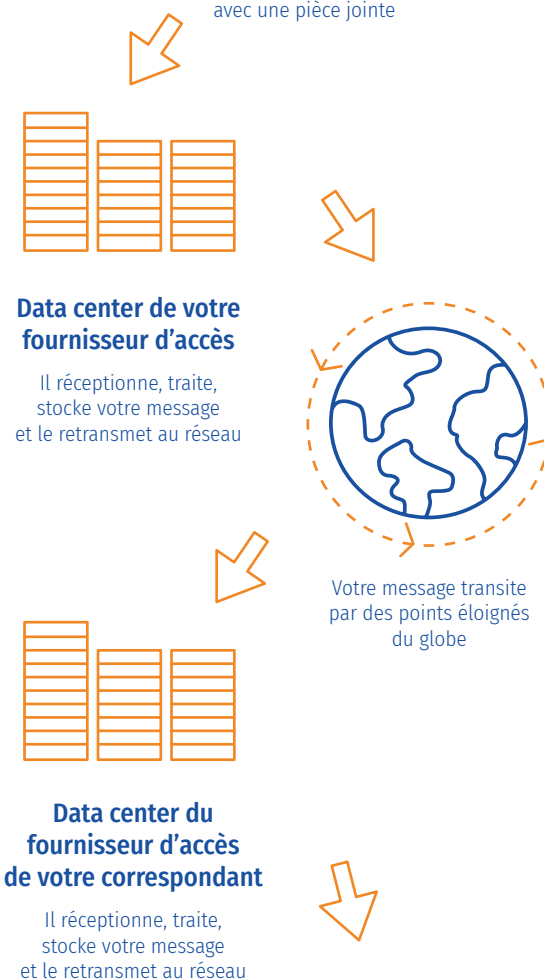 avec une pièce jointe
Data center de votre
fournisseur d’accès
Il réceptionne, traite,
stocke votre message
et le retransmet au réseau
Votre message transite
par des points éloignés
du globe
Data center du
fournisseur d’accès
de votre correspondant
Il réceptionne, traite,
stocke votre message
et le retransmet au réseau